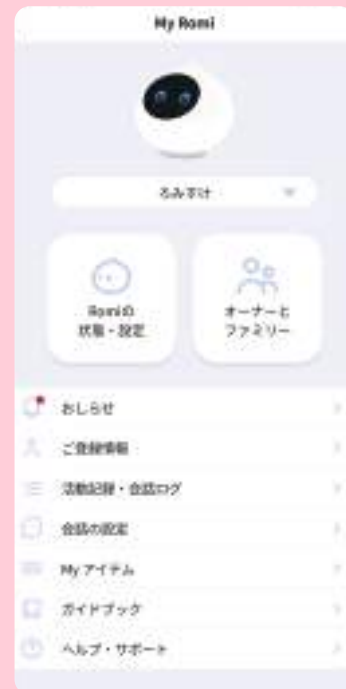 My Romi
るみすけ
Romiの
状態・設定
オーナーと
ファミリー
おしらせ
ご登録情報
活動記録・会話ログ
会話の設定
My アイテム
ガイドブック
ヘルプ・サポート